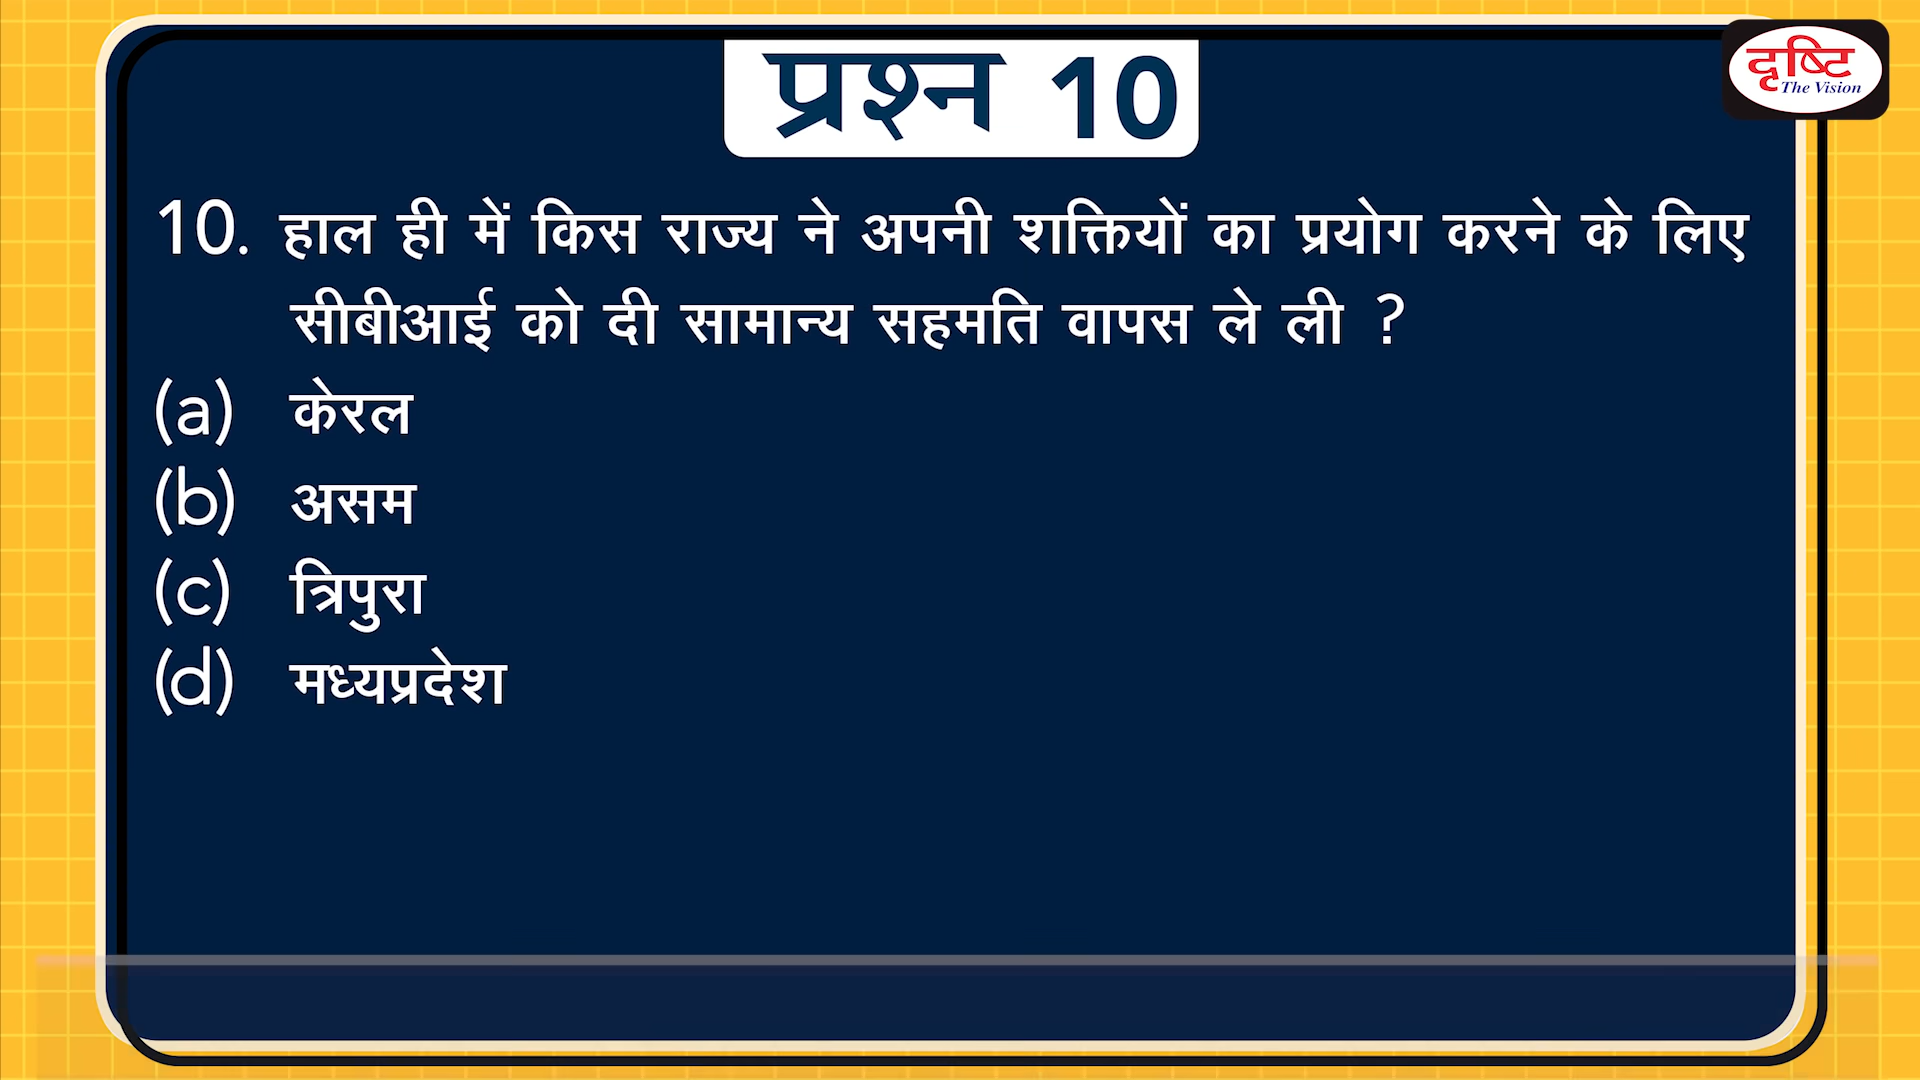 प्रश्न 10
दृष्टि
The Vision
10. हाल ही में किस राज्य ने अपनी शक्तियों का प्रयोग करने के लिए
सीबीआई को दी सामान्य सहमति वापस ले ली ?
(a) केरल
(b) असम
(c) त्रिपुरा
(d) मध्यप्रदेश